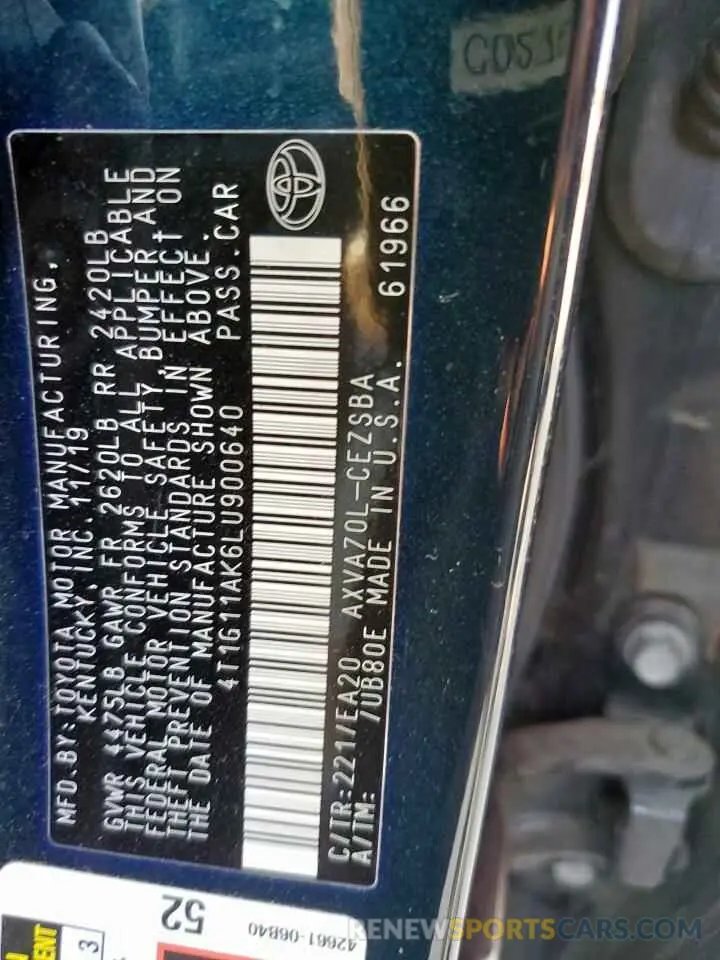 MFD.BY:TOYOTA MOTOR MANUFACTURING,
KENTUCKY, INC. 11/19
GVWR 4475LB GAWR FR 2620LB RR 2420LB
THIS VEHICLE CONFORMS TO ALL APPLICABLE
FEDERAL MOTOR VEHICLE SAFETY, BUMPER AND
THEFT PREVENTION STANDARDS IN EFFECT ON
THE DATE OF MANUFACTURE SHOWN ABOVE.
4T1G11AK6LU900640 PASS.CAR
C/TR:221/EA20 AXVA70L-CEZSBA 61966
A/TM: /UB80E MADE IN U.S.A.
52
42661-06B40
3
RENEWSPORTSCARS.COM